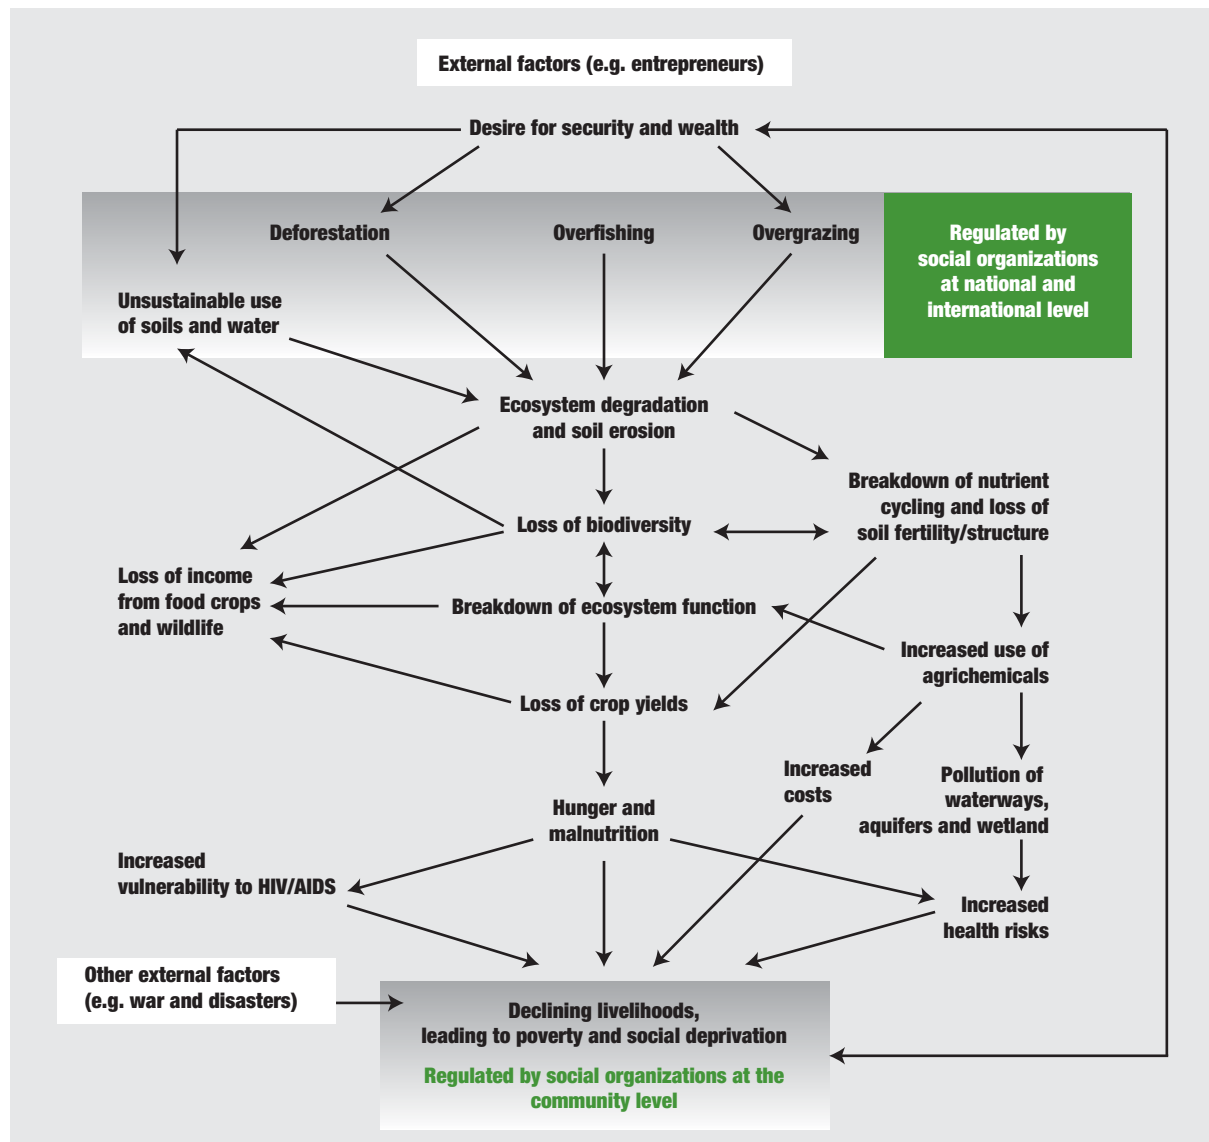 External factors (e.g. entrepreneurs)
Desire for security and wealth
Deforestation
Overfishing
Overgrazing
Regulated by
social organizations
at national and
international level
Unsustainable use
of soils and water
Ecosystem degradation
and soil erosion
Breakdown of nutrient
cycling and loss of
soil fertility/structure
Loss of biodiversity
Loss of income
from food crops
and wildlife
Breakdown of ecosystem function
Increased use of
agrichemicals
Loss of crop yields
Increased
costs
Pollution of
waterways,
aquifers and wetland
Hunger and
malnutrition
Increased
vulnerability to HIV/AIDS
Increased
health risks
Other external factors
(e.g. war and disasters)
Declining livelihoods,
leading to poverty and social deprivation
Regulated by social organizations at the
community level